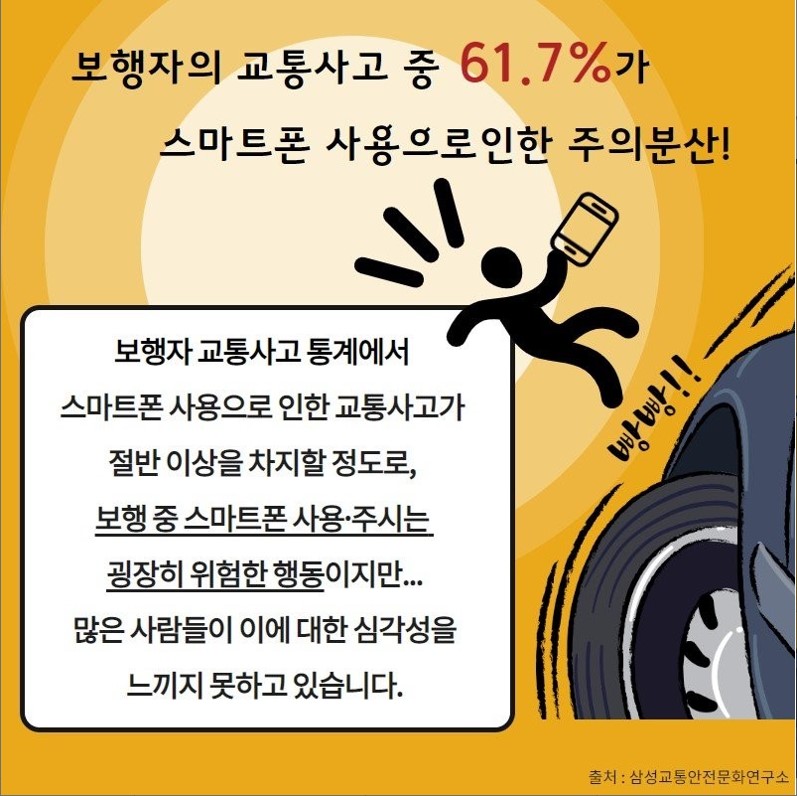 보행자의 교통사고 중 61.7%가
스마트폰 사용으로인한 주의분산!
보행자 교통사고 통계에서
스마트폰 사용으로 인한 교통사고가
절반 이상을 차지할 정도로,
보행 중 스마트폰 사용·주시는
굉장히 위험한 행동이지만...
많은 사람들이 이에 대한 심각성을
느끼지 못하고 있습니다.
빵빵!!
출처 : 삼성교통안전문화연구소